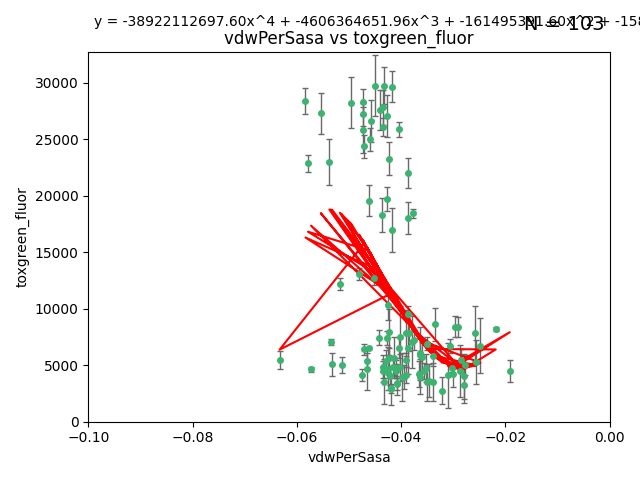 y = -38922112697.60x^4 + -4606364651.96x^3 + -161495391.60x^2 + -158
N = 103
vdwPerSasa vs toxgreen_fluor
toxgreen_fluor
30000
25000
20000
15000
10000
5000
0
−0.10 −0.08 −0.06 −0.04 −0.02 0.00
vdwPerSasa